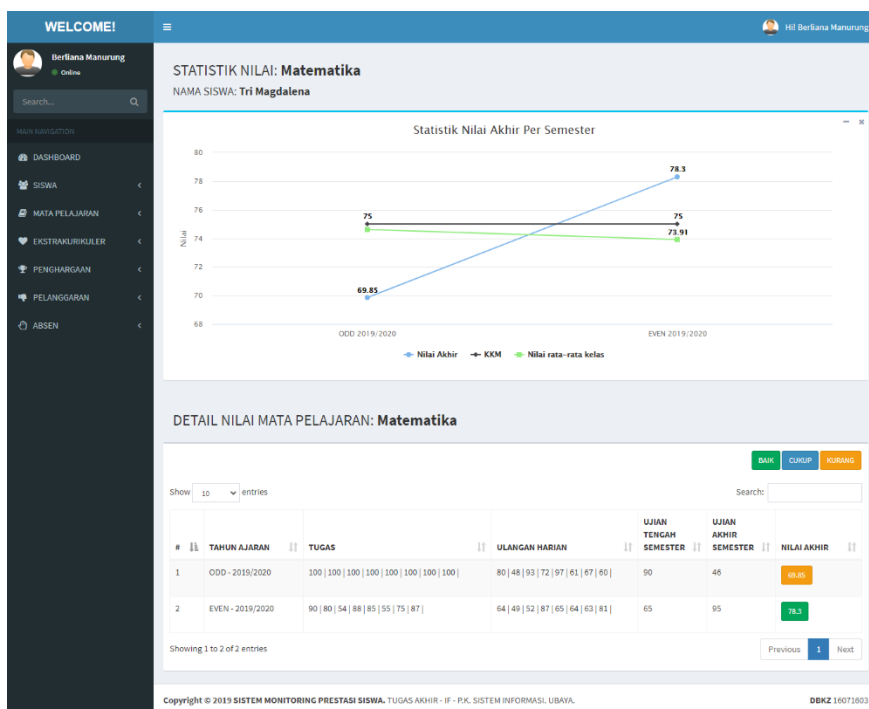 WELCOME!
Hi! Berliana Manurung
Berliana Manurung
Online
Search...
MAIN NAVIGATION
DASHBOARD
SISWA
MATA PELAJARAN
EKSTRAKURIKULER
PENGHARGAAN
PELANGGARAN
ABSEN
STATISTIK NILAI: Matematika
NAMA SISWA: Tri Magdalena
Statistik Nilai Akhir Per Semester
Nilai
80
78
76
74
72
70
68
78.3
75
75
73.91
69.85
ODD 2019/2020
EVEN 2019/2020
Nilai Akhir
KKM
Nilai rata-rata kelas
DETAIL NILAI MATA PELAJARAN: Matematika
BAIK CUKUP KURANG
Show 10 entries
Search:
# TAHUN AJARAN TUGAS ULANGAN HARIAN UJIAN TENGAH SEMESTER UJIAN AKHIR SEMESTER NILAI AKHIR
1 ODD - 2019/2020 100 | 100 | 100 | 100 | 100 | 100 | 100 | 100 | 80 | 48 | 93 | 72 | 97 | 61 | 67 | 60 | 90 46 69.85
2 EVEN - 2019/2020 90 | 80 | 54 | 88 | 85 | 55 | 75 | 87 | 64 | 49 | 52 | 87 | 65 | 64 | 63 | 81 | 65 95 78.3
Showing 1 to 2 of 2 entries
Previous 1 Next
Copyright © 2019 SISTEM MONITORING PRESTASI SISWA. TUGAS AKHIR - IF - P.K. SISTEM INFORMASI. UBAYA.
DBKZ 16071603